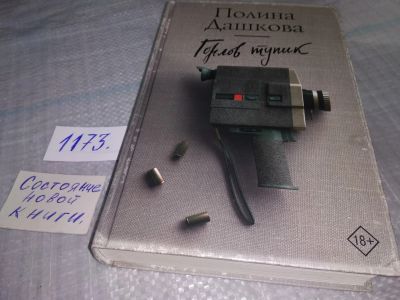 Полина
Дашкова
Горлов тупик
1173.
Состояние
новой
книги.
18+